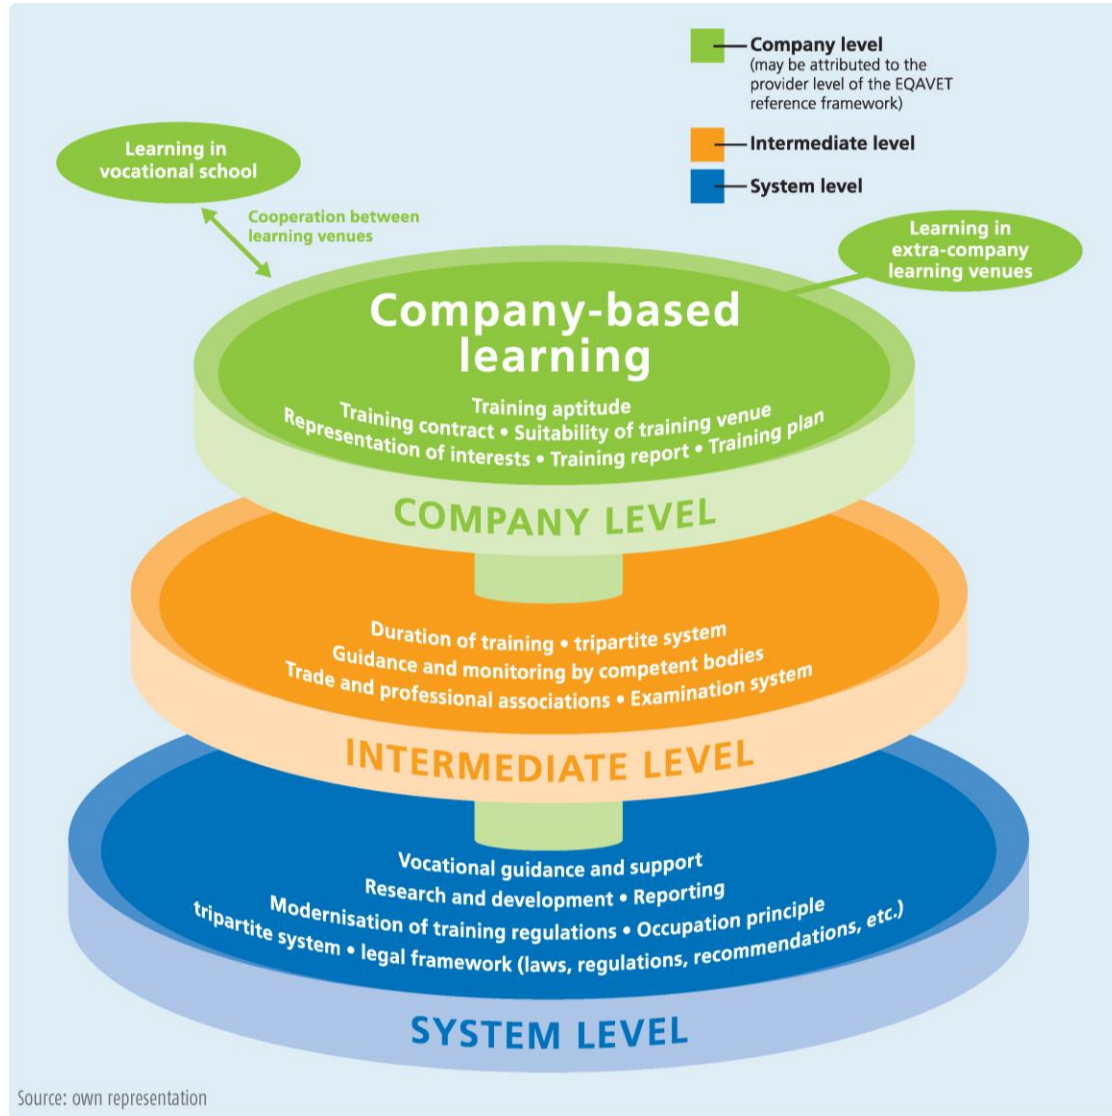 Company level
(may be attributed to the
provider level of the EQAVET
reference framework)
Intermediate level
System level
Learning in
vocational school
Cooperation between
learning venues
Learning in
extra-company
learning venues
Company-based
learning
Training aptitude
Training contract • Suitability of training venue
Representation of interests • Training report • Training plan
COMPANY LEVEL
Duration of training • tripartite system
Guidance and monitoring by competent bodies
Trade and professional associations • Examination system
INTERMEDIATE LEVEL
Vocational guidance and support
Research and development • Reporting
Modernisation of training regulations • Occupation principle
tripartite system • legal framework (laws, regulations, recommendations, etc.)
SYSTEM LEVEL
Source: own representation